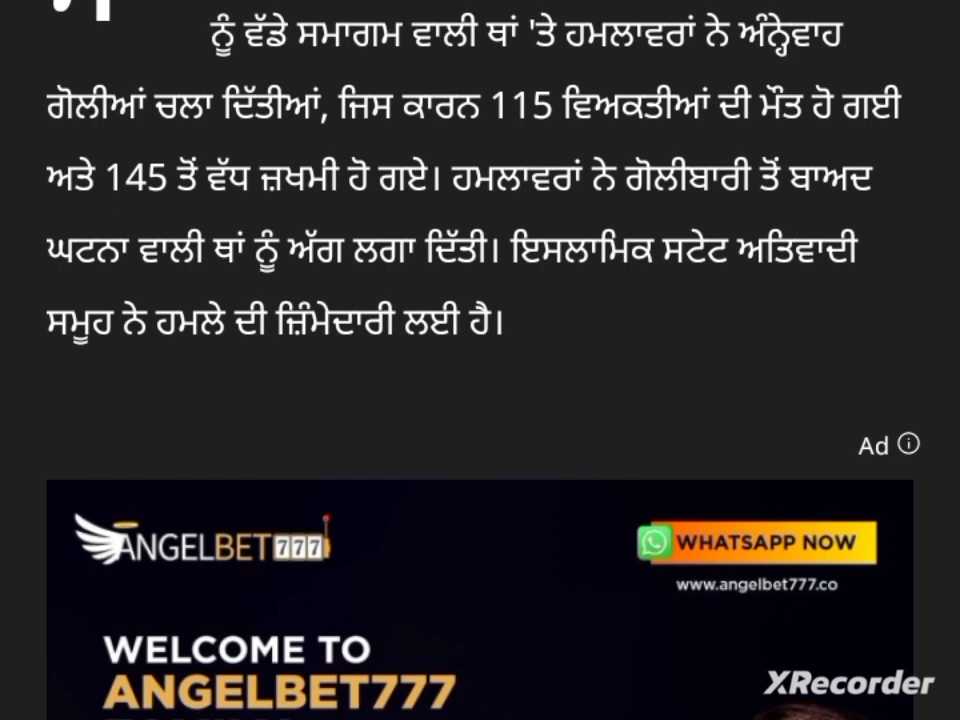 ਨੂੰ ਵੱਡੇ ਸਮਾਗਮ ਵਾਲੀ ਥਾਂ 'ਤੇ ਹਮਲਾਵਰਾਂ ਨੇ ਅੰਨ੍ਹੇਵਾਹ
ਗੋਲੀਆਂ ਚਲਾ ਦਿੱਤੀਆਂ, ਜਿਸ ਕਾਰਨ 115 ਵਿਅਕਤੀਆਂ ਦੀ ਮੌਤ ਹੋ ਗਈ
ਅਤੇ 145 ਤੋਂ ਵੱਧ ਜ਼ਖਮੀ ਹੋ ਗਏ। ਹਮਲਾਵਰਾਂ ਨੇ ਗੋਲੀਬਾਰੀ ਤੋਂ ਬਾਅਦ
ਘਟਨਾ ਵਾਲੀ ਥਾਂ ਨੂੰ ਅੱਗ ਲਗਾ ਦਿੱਤੀ। ਇਸਲਾਮਿਕ ਸਟੇਟ ਅਤਿਵਾਦੀ
ਸਮੂਹ ਨੇ ਹਮਲੇ ਦੀ ਜ਼ਿੰਮੇਦਾਰੀ ਲਈ ਹੈ।
Ad
ANGELBET777
WHATSAPP NOW
www.angelbet777.co
WELCOME TO
ANGELBET777
XRecorder